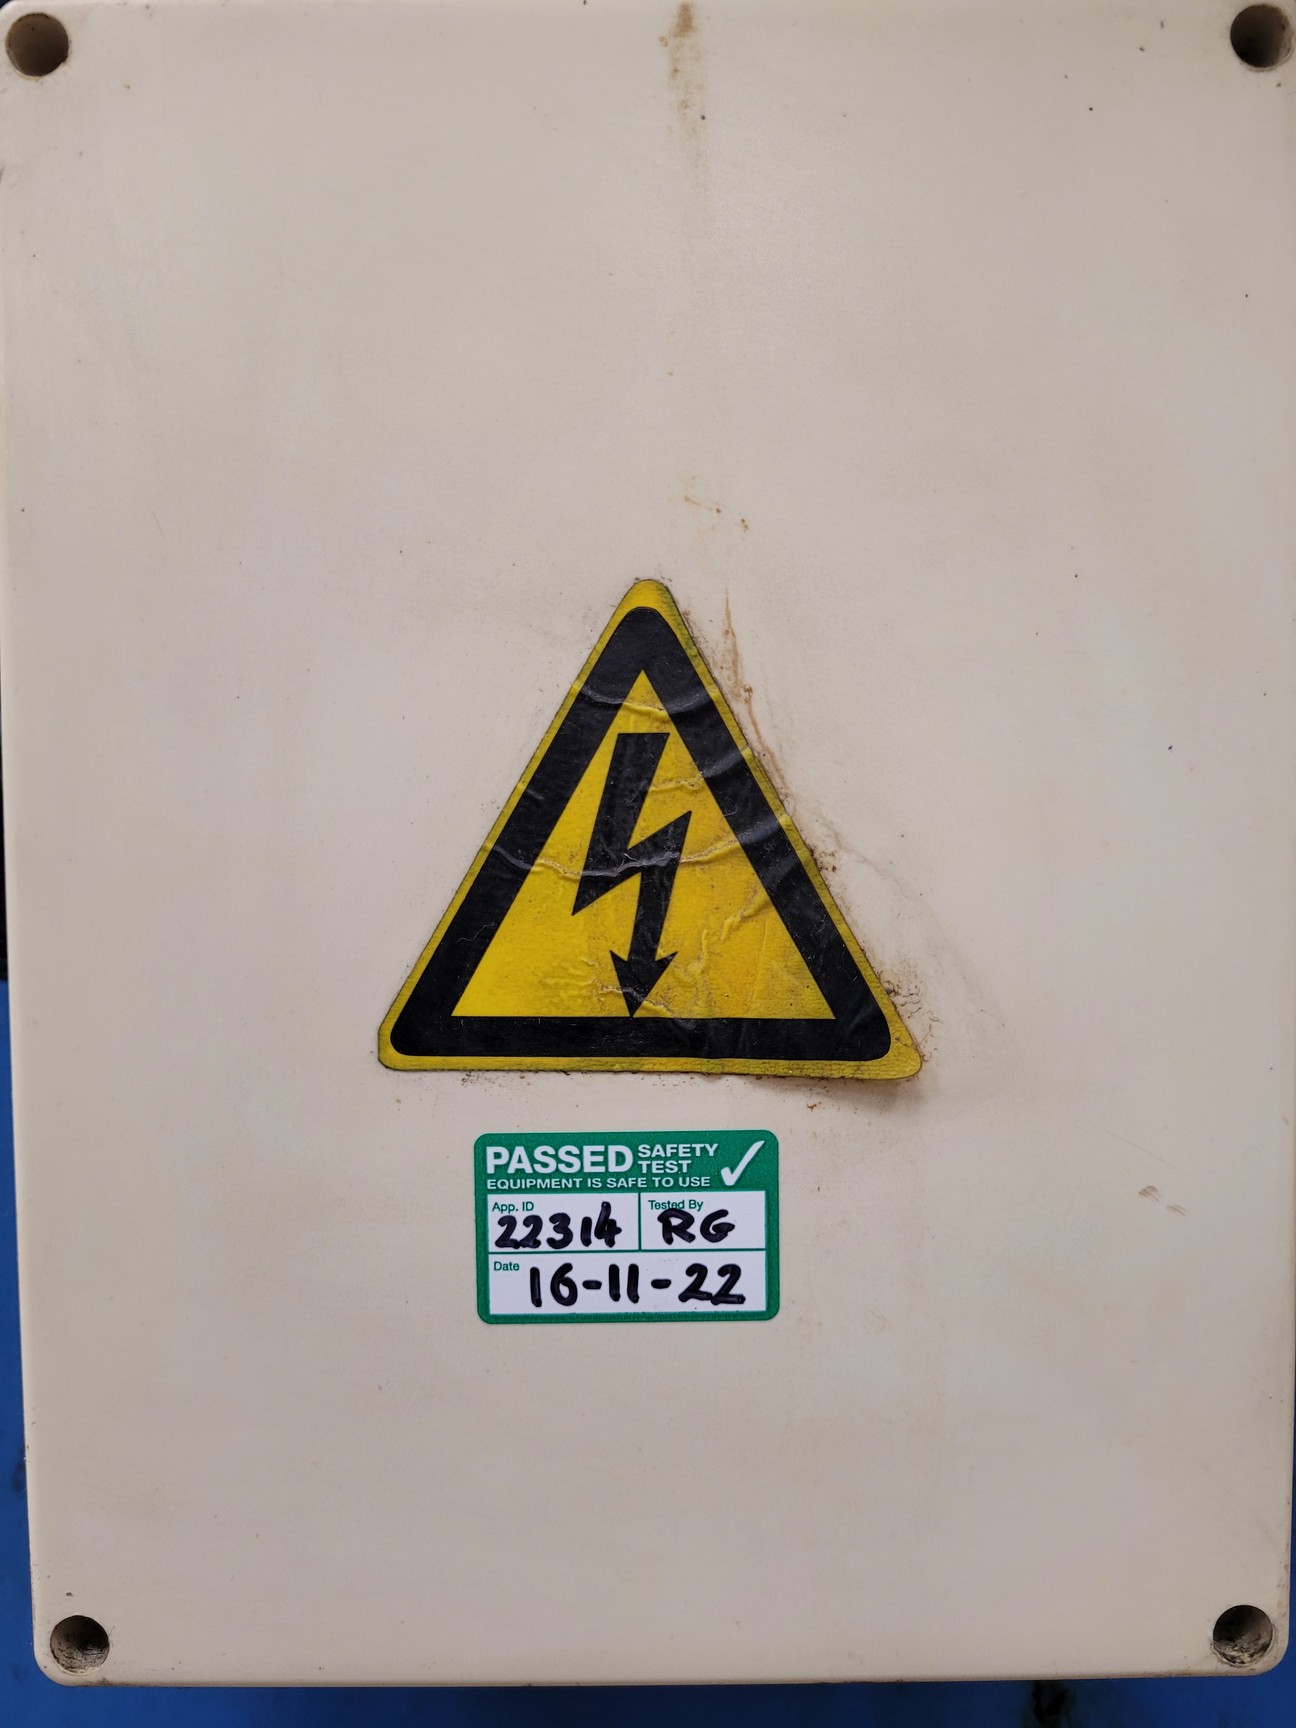 PASSED SAFETY TEST
EQUIPMENT IS SAFE TO USE
App. ID Tested By
22314 RG
Date 16-11-22